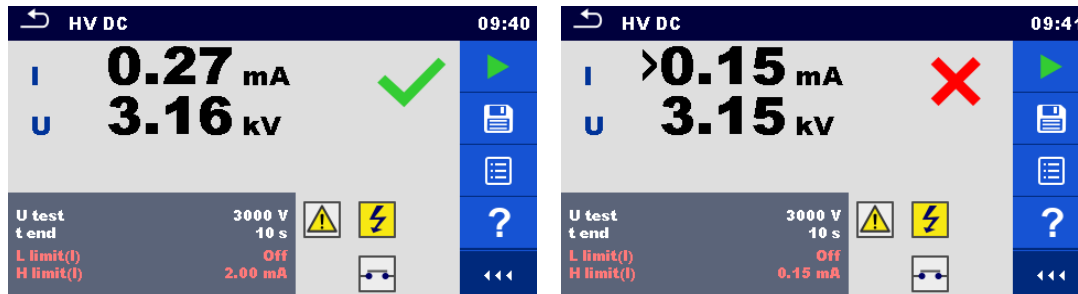 HV DC 09:40
I 0.27 mA
U 3.16 kV
U test 3000 V
t end 10 s
L limit(I) Off
H limit(I) 2.00 mA
?
HV DC 09:41
I >0.15 mA
U 3.15 kV
U test 3000 V
t end 10 s
L limit(I) Off
H limit(I) 0.15 mA
?